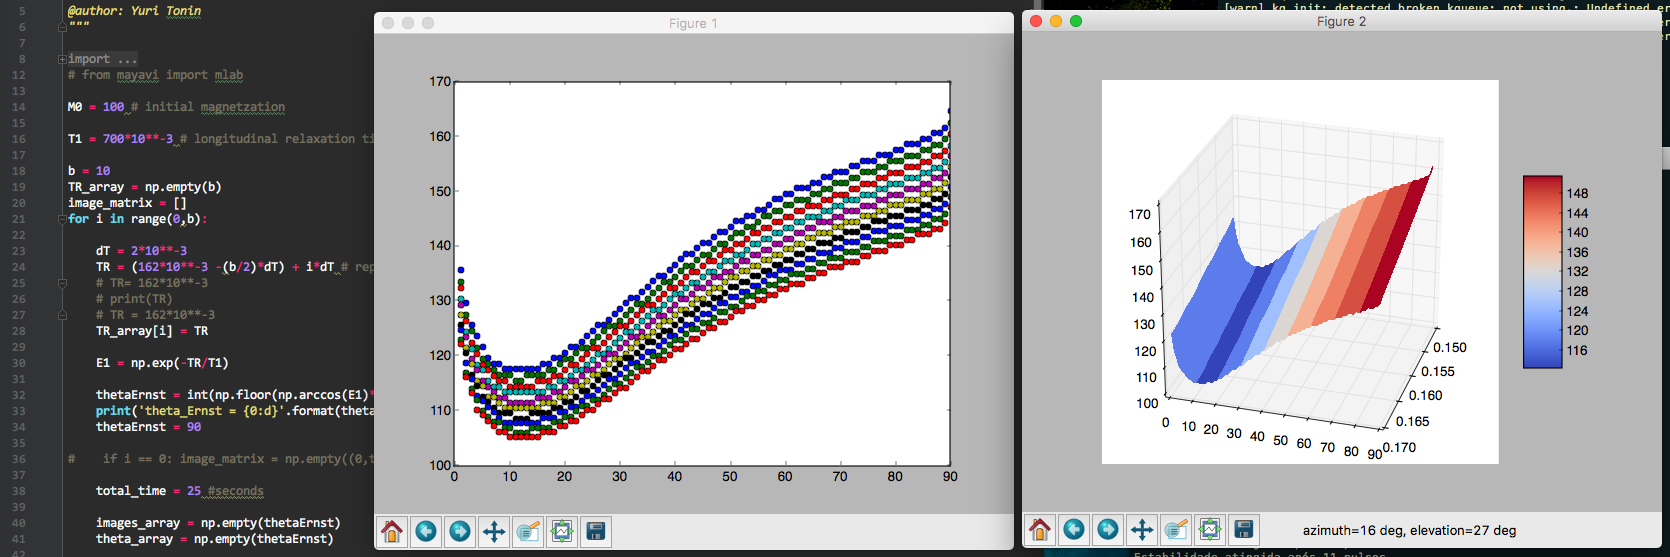 5 @author: Yuri Tonin
6 """
7
8 import ...
12 # from mayavi import mlab
13
14 M0 = 100 # initial magnetzation
15
16 T1 = 700*10**-3 # longitudinal relaxation ti
17
18 b = 10
19 TR_array = np.empty(b)
20 image_matrix = []
21 for i in range(0,b):
22
23 dT = 2*10**-3
24 TR = (162*10**-3 -(b/2)*dT) + i*dT # rep
25 # TR= 162*10**-3
26 # print(TR)
27 # TR = 162*10**-3
28 TR_array[i] = TR
29
30 E1 = np.exp(-TR/T1)
31
32 thetaErnst = int(np.floor(np.arccos(E1)*
33 print('theta_Ernst = {0:d}'.format(theta
34 thetaErnst = 90
35
36 # if i == 0: image_matrix = np.empty((0,t
37
38 total_time = 25 #seconds
39
40 images_array = np.empty(thetaErnst)
41 theta_array = np.empty(thetaErnst)
42
Figure 1
170
160
150
140
130
120
110
100
0 10 20 30 40 50 60 70 80 90
[warn] kq_init: detected broken kqueue; not using.: Undefined er
Figure 2
170
160
150
140
130
120
110
100
0 10 20 30 40 50 60 70 80 90
0.150
0.155
0.160
0.165
0.170
148
144
140
136
132
128
124
120
116
azimuth=16 deg, elevation=27 deg